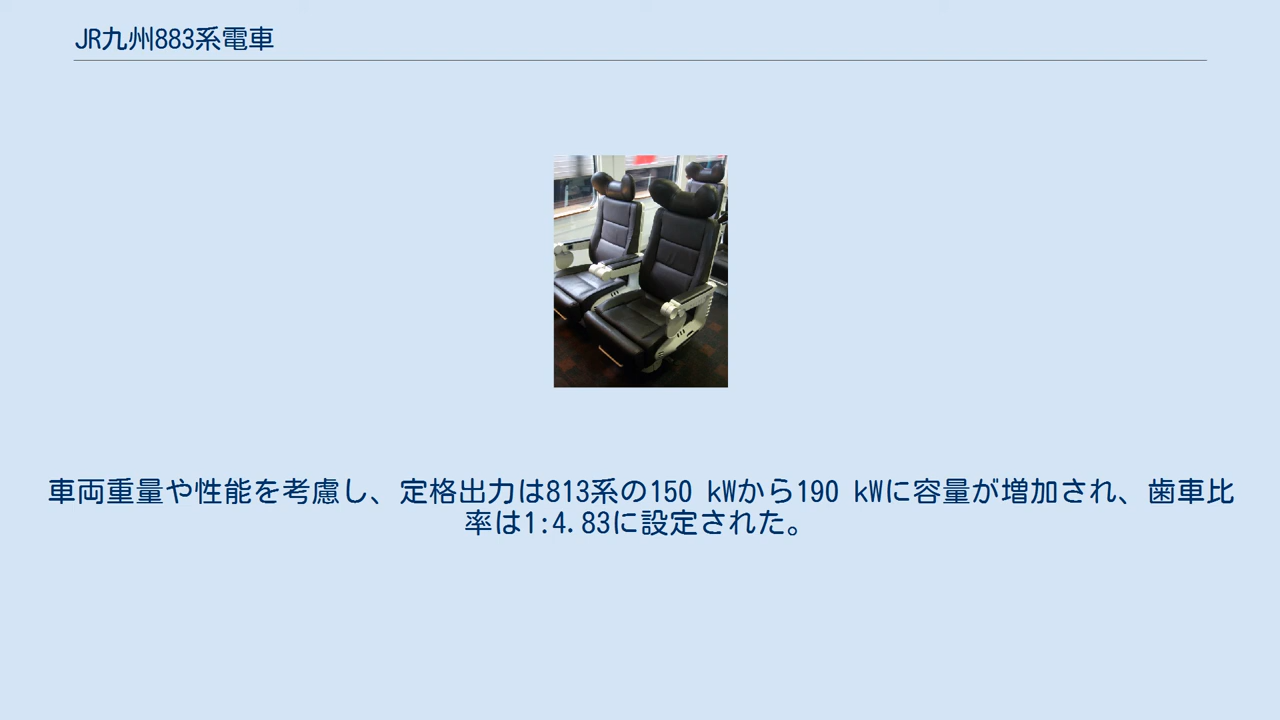 JR九州883系電車
車両重量や性能を考慮し、定格出力は813系の150 kWから190 kWに容量が増加され、歯車比
率は1:4.83に設定された。